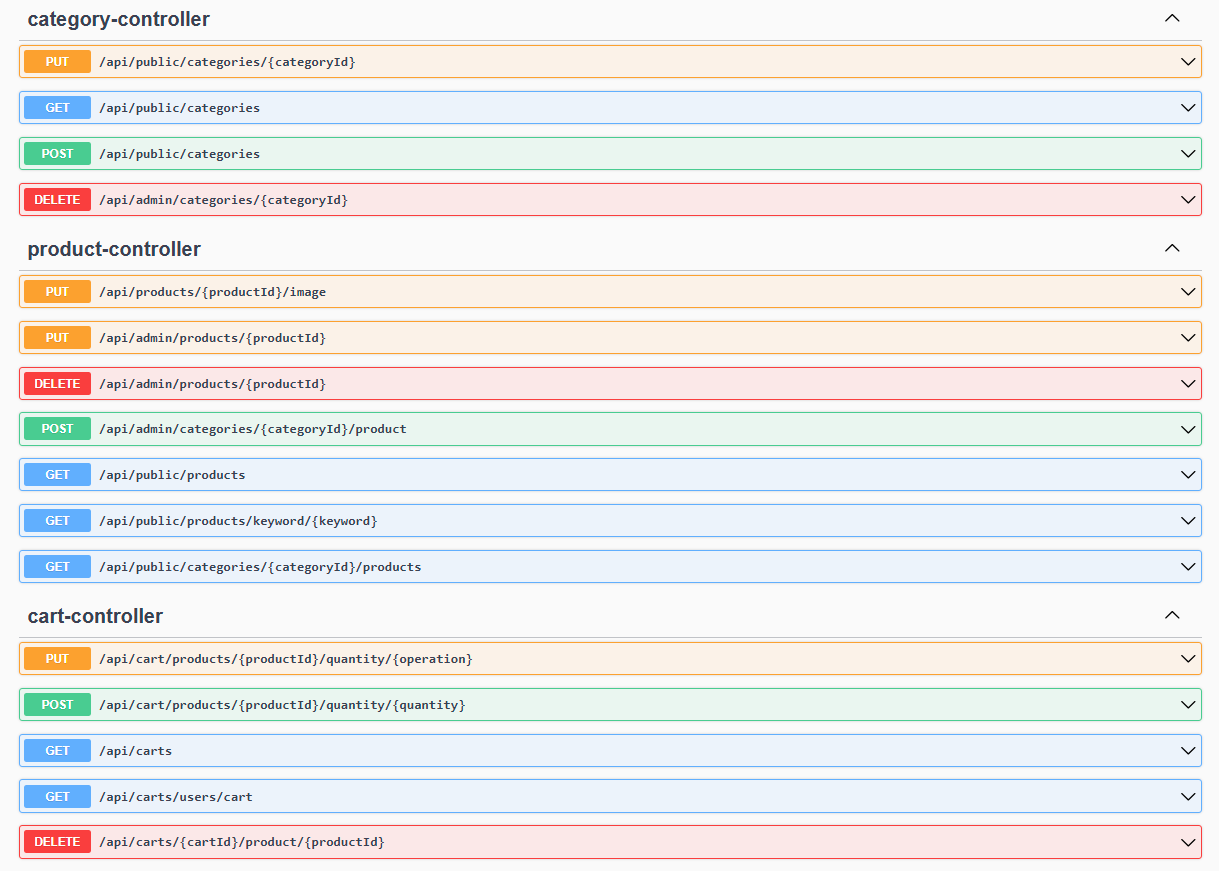 category-controller
PUT /api/public/categories/{categoryId}
GET /api/public/categories
POST /api/public/categories
DELETE /api/admin/categories/{categoryId}
product-controller
PUT /api/products/{productId}/image
PUT /api/admin/products/{productId}
DELETE /api/admin/products/{productId}
POST /api/admin/categories/{categoryId}/product
GET /api/public/products
GET /api/public/products/keyword/{keyword}
GET /api/public/categories/{categoryId}/products
cart-controller
PUT /api/cart/products/{productId}/quantity/{operation}
POST /api/cart/products/{productId}/quantity/{quantity}
GET /api/carts
GET /api/carts/users/cart
DELETE /api/carts/{cartId}/product/{productId}